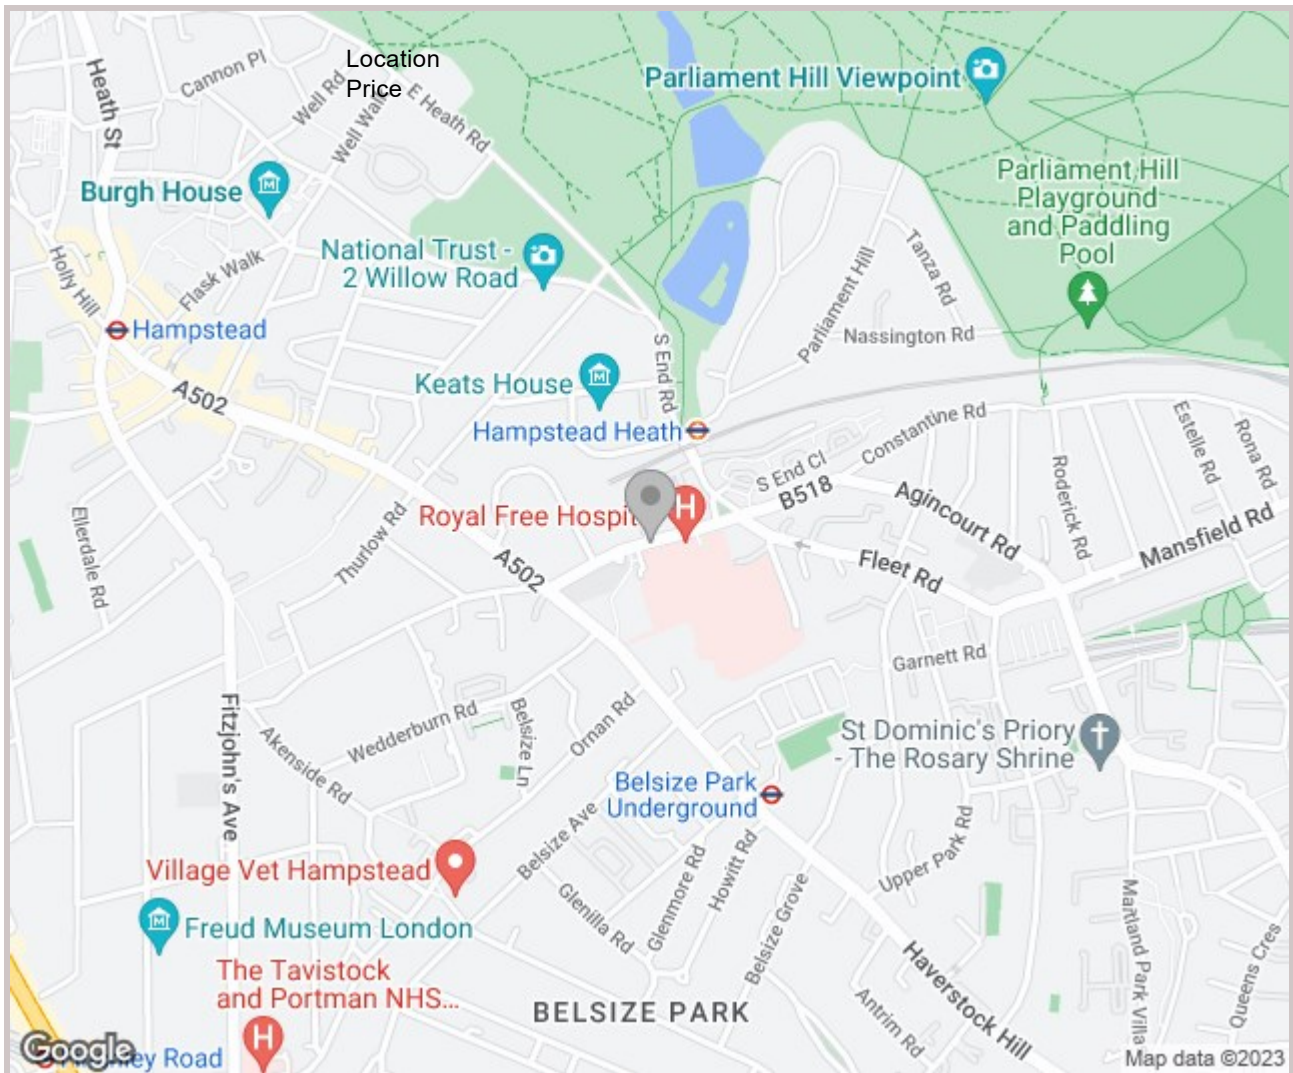 Location
Price
Heath St
Cannon Pl
Well Rd
Well Walk
E Heath Rd
Parliament Hill Viewpoint
Burgh House
Parliament Hill
Playground
and Paddling
Pool
Holly Hill
Flask Walk
National Trust -
2 Willow Road
Tanza Rd
Parliament Hill
Nassington Rd
Hampstead
S End Rd
A502
Keats House
Hampstead Heath
Constantine Rd
Estelle Rd
Rona Rd
S End Cl
B518
Roderick Rd
Agincourt Rd
Mansfield Rd
Royal Free Hospit
Ellerdale Rd
Thurlow Rd
A502
Fleet Rd
Garnett Rd
Fitzjohn's Ave
Wedderburn Rd
Belsize Ln
Ornan Rd
Akenside Rd
St Dominic's Priory
- The Rosary Shrine
Belsize Park
Underground
Belsize Ave
Village Vet Hampstead
Glenilla Rd
Glenmore Rd
Howitt Rd
Belsize Grove
Upper Park Rd
Freud Museum London
Maitland Park Villa
Queens Cres
The Tavistock
and Portman NHS...
Haverstock Hill
BELSIZE PARK
Antrim Rd
Google
hley Road
Map data ©2023